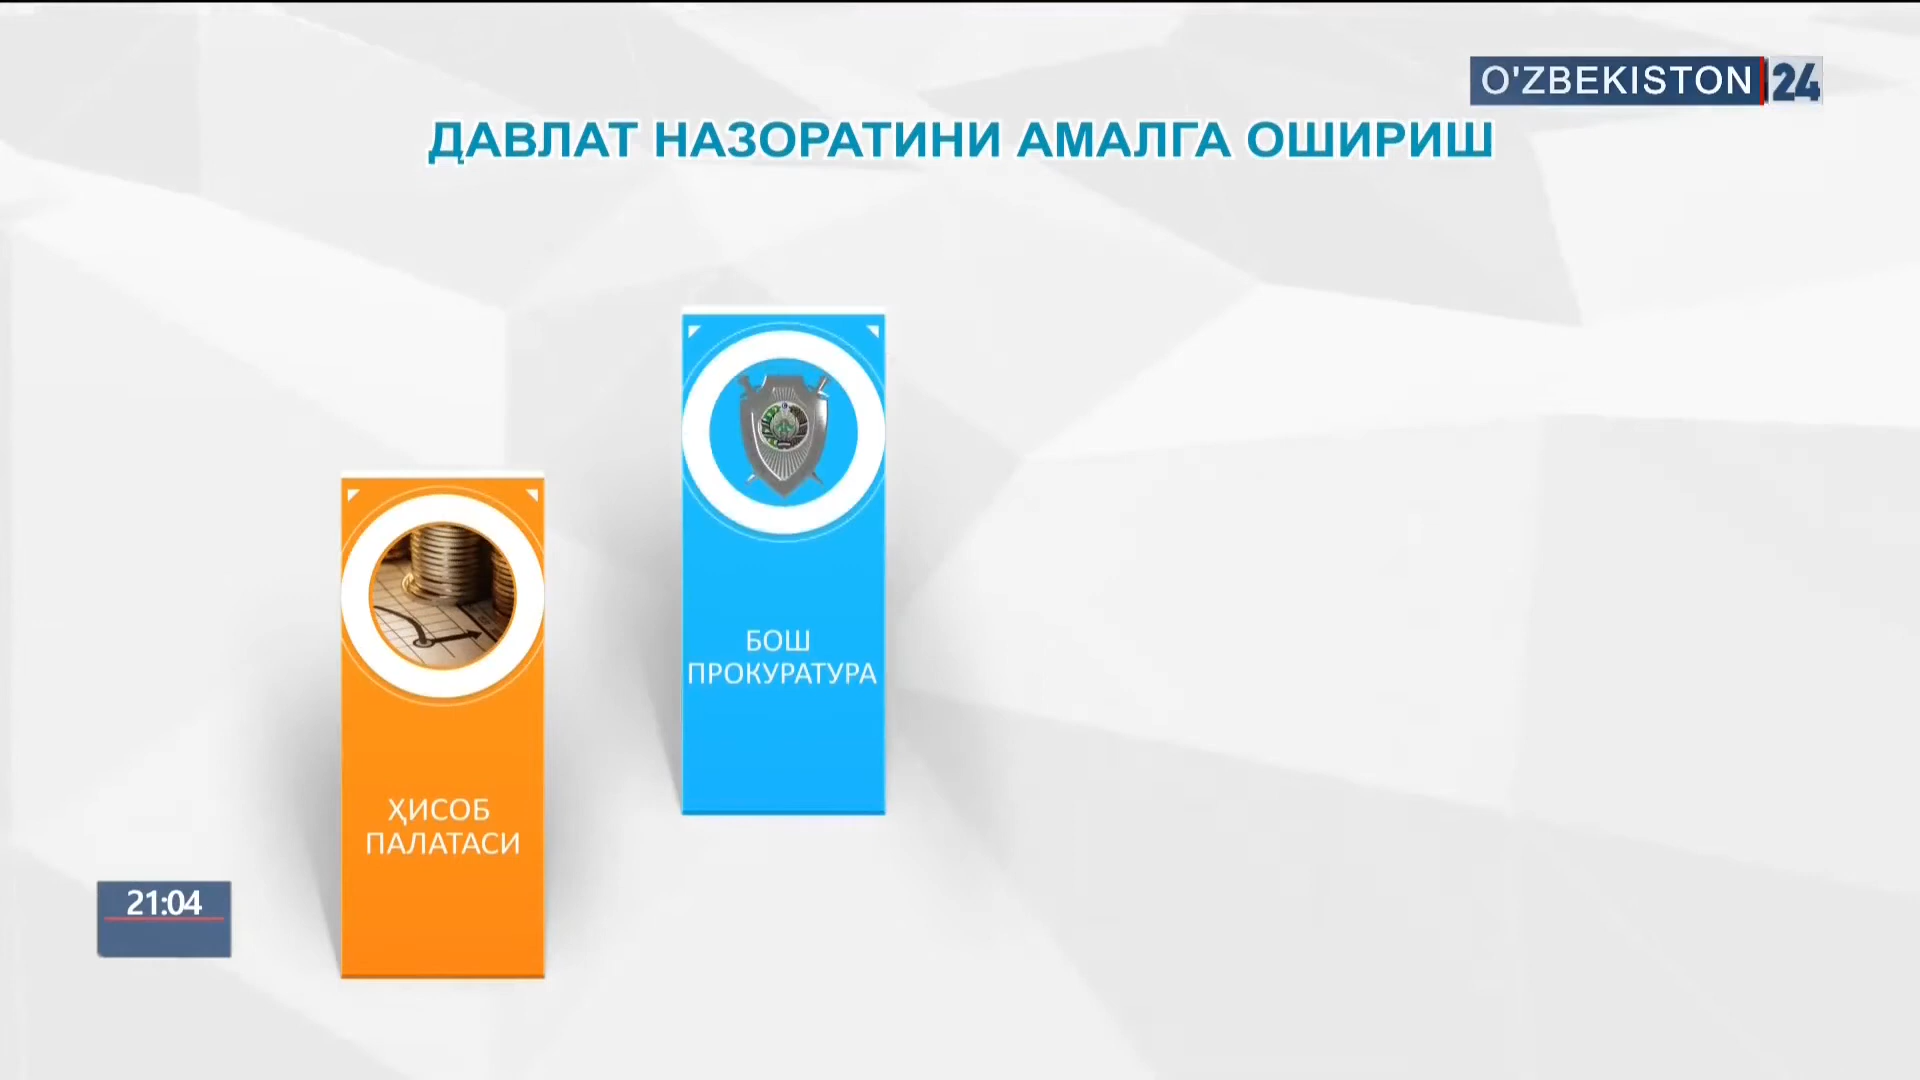 O'ZBEKISTON 24
ДАВЛАТ НАЗОРАТИНИ АМАЛГА ОШИРИШ
БОШ
ПРОКУРАТУРА
ҲИСОБ
ПАЛАТАСИ
21:04